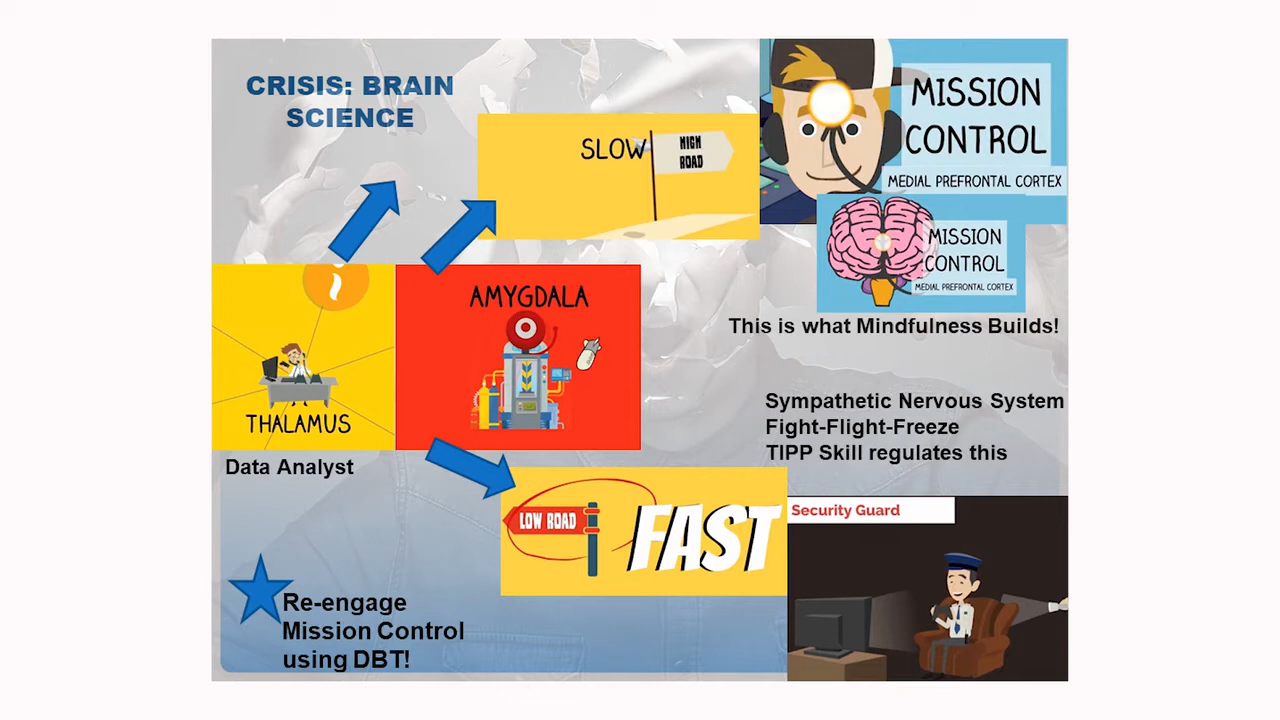 CRISIS: BRAIN
SCIENCE
SLOW
HIGH
ROAD
MISSION
CONTROL
MEDIAL PREFRONTAL CORTEX
MISSION
CONTROL
MEDIAL PREFRONTAL CORTEX
This is what Mindfulness Builds!
THALAMUS
Data Analyst
AMYGDALA
Sympathetic Nervous System
Fight-Flight-Freeze
TIPP Skill regulates this
LOW ROAD
FAST
Security Guard
Re-engage
Mission Control
using DBT!